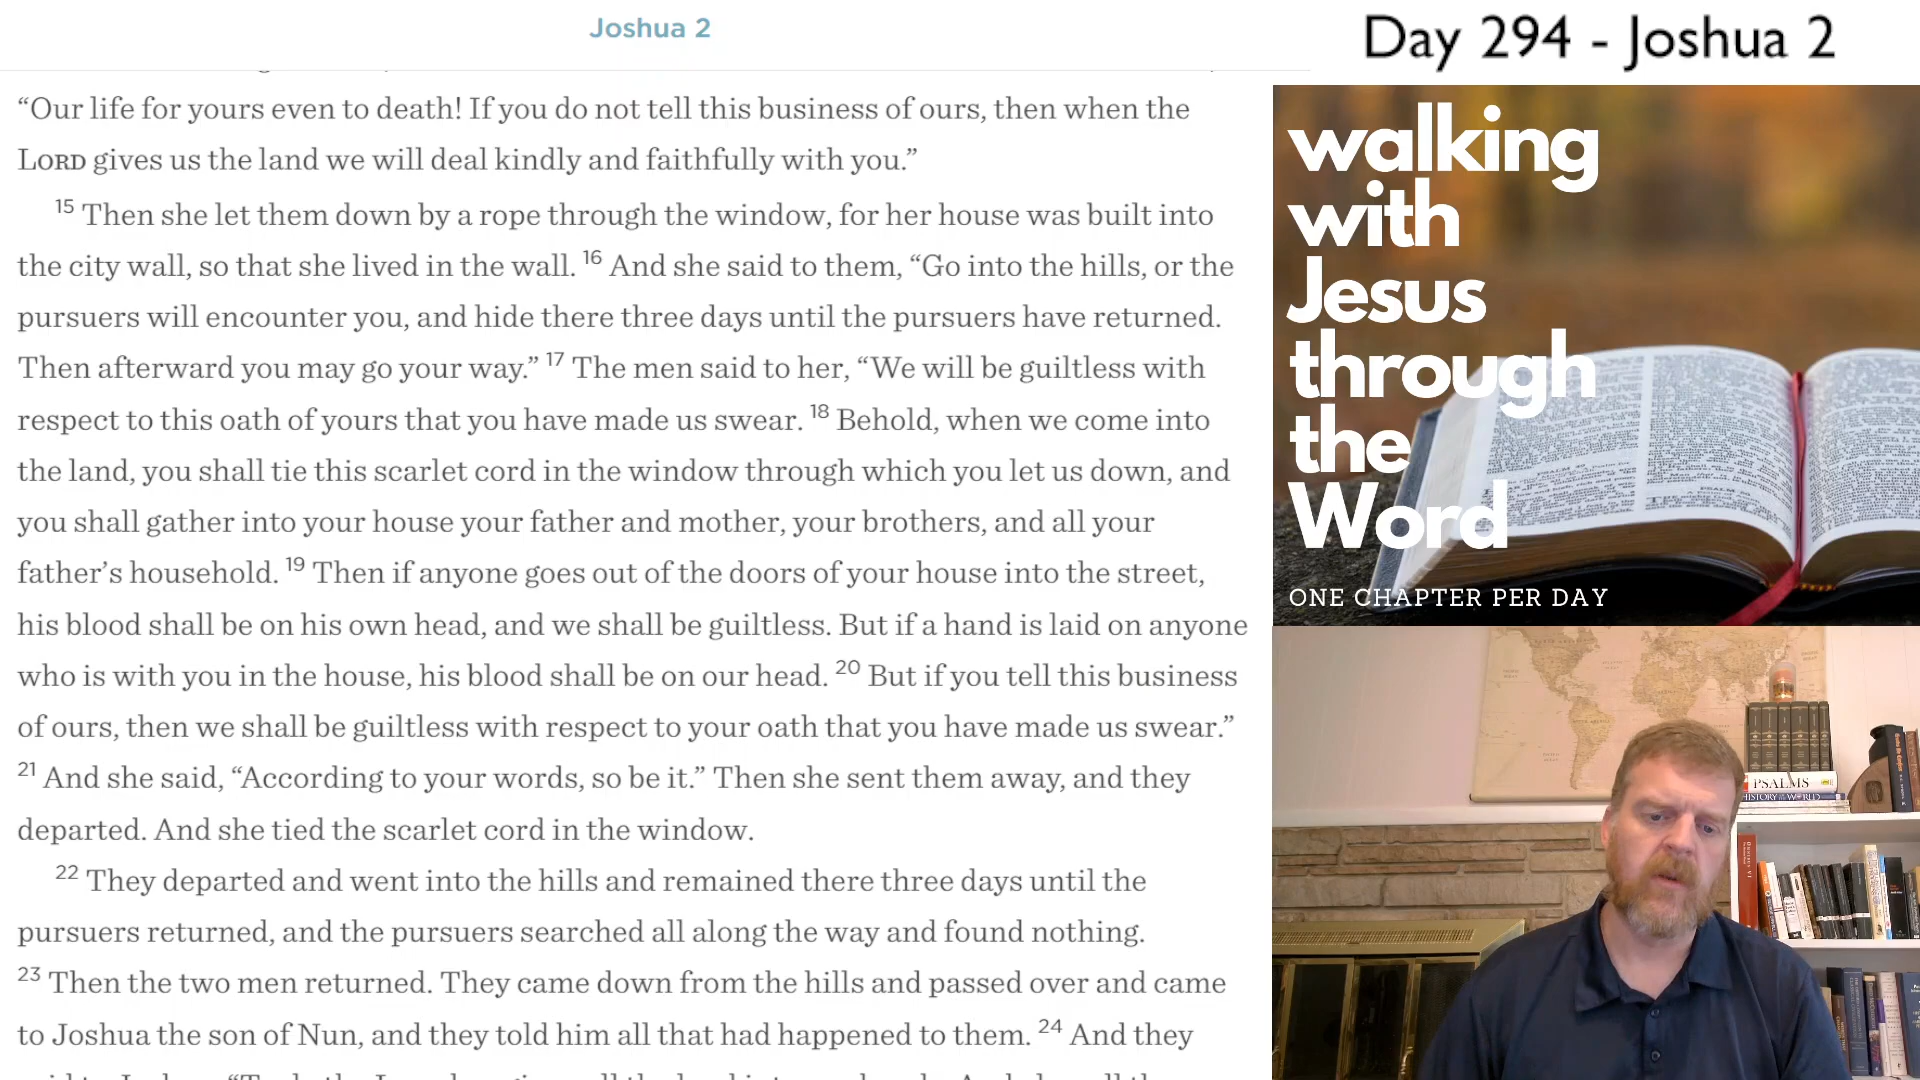 Joshua 2
Day 294 - Joshua 2
“Our life for yours even to death! If you do not tell this business of ours, then when the
LORD gives us the land we will deal kindly and faithfully with you.”
15 Then she let them down by a rope through the window, for her house was built into
the city wall, so that she lived in the wall. 16 And she said to them, “Go into the hills, or the
pursuers will encounter you, and hide there three days until the pursuers have returned.
Then afterward you may go your way.” 17 The men said to her, “We will be guiltless with
respect to this oath of yours that you have made us swear. 18 Behold, when we come into
the land, you shall tie this scarlet cord in the window through which you let us down, and
you shall gather into your house your father and mother, your brothers, and all your
father’s household. 19 Then if anyone goes out of the doors of your house into the street,
his blood shall be on his own head, and we shall be guiltless. But if a hand is laid on anyone
who is with you in the house, his blood shall be on our head. 20 But if you tell this business
of ours, then we shall be guiltless with respect to your oath that you have made us swear.”
21 And she said, “According to your words, so be it.” Then she sent them away, and they
departed. And she tied the scarlet cord in the window.
22 They departed and went into the hills and remained there three days until the
pursuers returned, and the pursuers searched all along the way and found nothing.
23 Then the two men returned. They came down from the hills and passed over and came
to Joshua the son of Nun, and they told him all that had happened to them. 24 And they
walking
with
Jesus
through
the
Word
ONE CHAPTER PER DAY
PSALMS
HISTORY OF THE WORLD